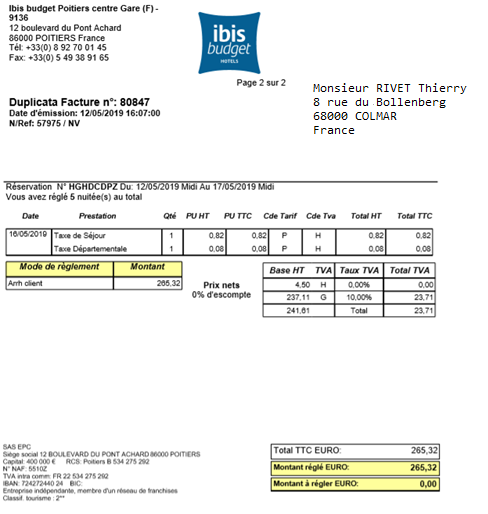 Ibis budget Poitiers centre Gare (F) -
9136
12 boulevard du Pont Achard
86000 POITIERS France
Tél: +33(0) 8 92 70 01 45
Fax: +33(0) 5 49 38 91 65
ibis
budget
HOTELS
Page 2 sur 2
Monsieur RIVET Thierry
8 rue du Bollenberg
68000 COLMAR
France
Duplicata Facture n°: 80847
Date d'émission: 12/05/2019 16:07:00
N/Ref: 57975 / NV
Réservation N° HGHDCDPZ Du: 12/05/2019 Midi Au 17/05/2019 Midi
Vous avez réglé 5 nuitée(s) au total
Date Prestation Qté PU HT PU TTC Cde Tarif Cde Tva Total HT Total TTC
16/05/2019 Taxe de Séjour 1 0,82 0,82 P H 0,82 0,82
Taxe Départementale 1 0,08 0,08 P H 0,08 0,08
Mode de règlement Montant
Arrh client 265,32
Prix nets
0% d'escompte
Base HT TVA Taux TVA Total TVA
4,50 H 0,00% 0,00
237,11 G 10,00% 23,71
241,61 Total 23,71
SAS EPC
Siège social 12 BOULEVARD DU PONT ACHARD 86000 POITIERS
Capital: 400 000 € RCS: Poitiers B 534 275 292
N° NAF: 5510Z
TVA intra comm: FR 22 534 275 292
IBAN: 724272440 24 BIC:
Entreprise indépendante, membre d'un réseau de franchises
Classif. tourisme : 2**
Total TTC EURO: 265,32
Montant réglé EURO: 265,32
Montant à régler EURO: 0,00